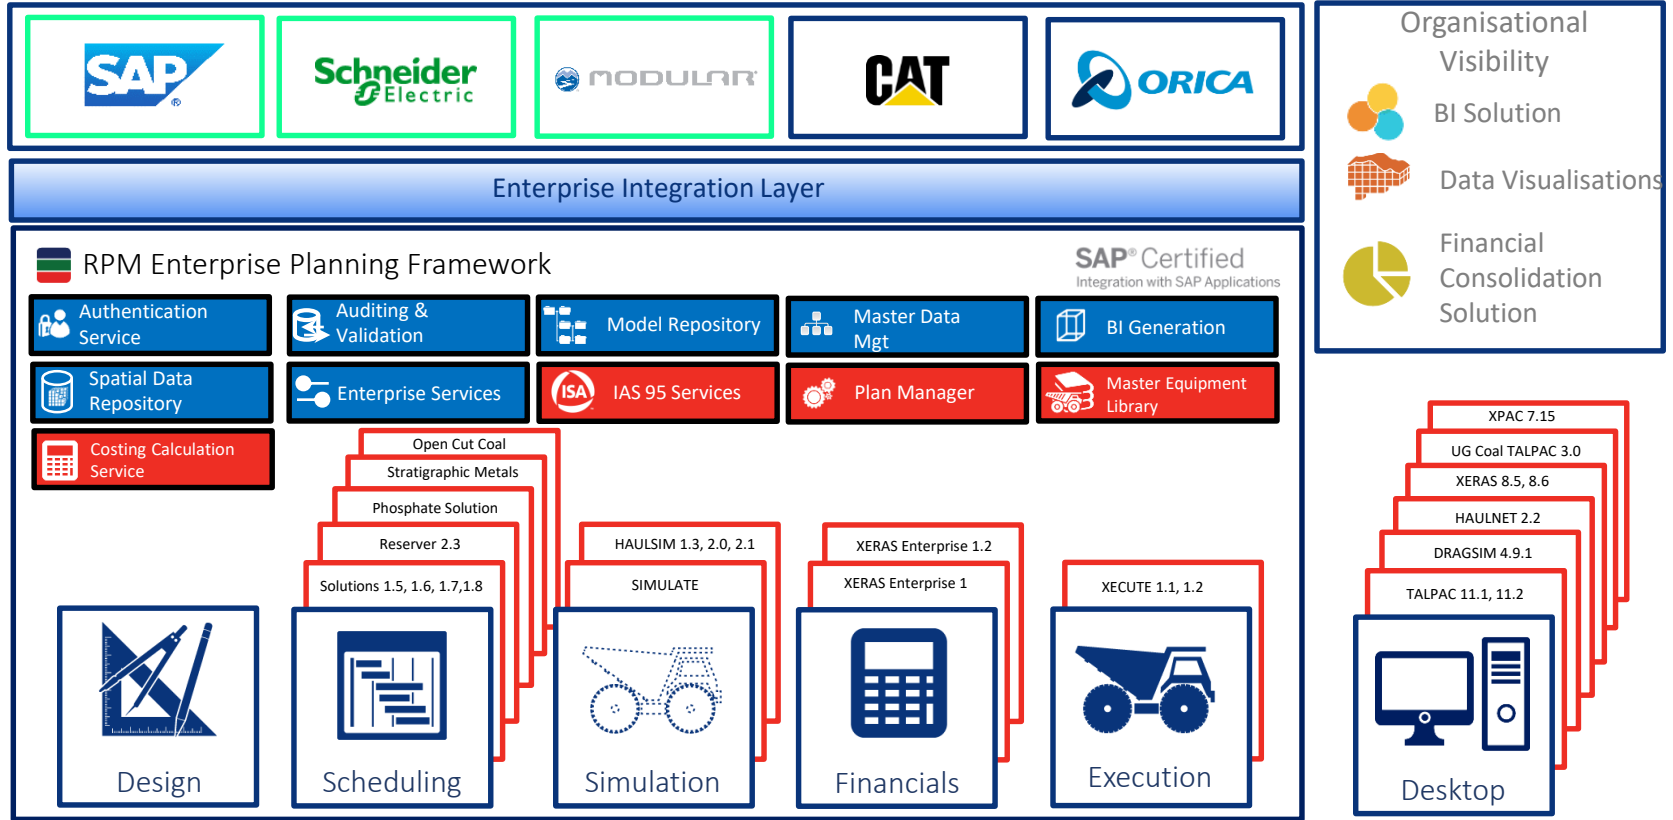 SAP
®
Schneider
Electric
MODULAR
CAT
ORICA
Organisational
Visibility
BI Solution
Data Visualisations
Financial
Consolidation
Solution
Enterprise Integration Layer
RPM Enterprise Planning Framework
SAP® Certified
Integration with SAP Applications
Authentication
Service
Auditing &
Validation
Model Repository
Master Data
Mgt
BI Generation
Spatial Data
Repository
Enterprise Services
ISA
IAS 95 Services
Plan Manager
Master Equipment
Library
Costing Calculation
Service
Open Cut Coal
Stratigraphic Metals
Phosphate Solution
Reserver 2.3
Solutions 1.5, 1.6, 1.7,1.8
HAULSIM 1.3, 2.0, 2.1
SIMULATE
XERAS Enterprise 1.2
XERAS Enterprise 1
XECUTE 1.1, 1.2
XPAC 7.15
UG Coal TALPAC 3.0
XERAS 8.5, 8.6
HAULNET 2.2
DRAGSIM 4.9.1
TALPAC 11.1, 11.2
Design
Scheduling
Simulation
Financials
Execution
Desktop